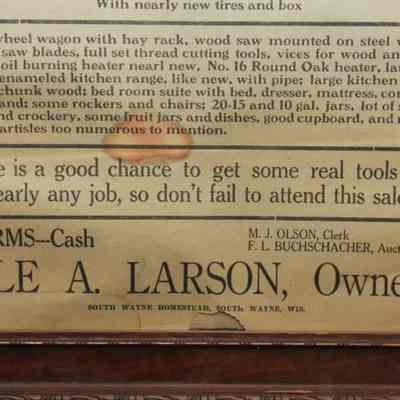 With nearly new tires and box
wheel wagon with hay rack, wood saw mounted on steel
saw blades, full set thread cutting tools, vices for wood an
oil burning heater nearl new, No. 16 Round Oak heater, la
enameled kitchen range, like new, with pipe; large kitchen
chunk wood; bed room suite with bed, dresser, mattress, co
and; some rockers and chairs; 20-15 and 10 gal. jars, lot of s
nd crockery, some fruit jars and dishes, good cupboard, and
artisles too numerous to mention.
e is a good chance to get some real tools
early any job, so don't fail to attend this sale
RMS—Cash
M. J. OLSON, Clerk
F. L. BUCHSCHACHER, Auct
LE A. LARSON, Owne
SOUTH WAYNE HOMESTEAD, SOUTH WAYNE, WIS.